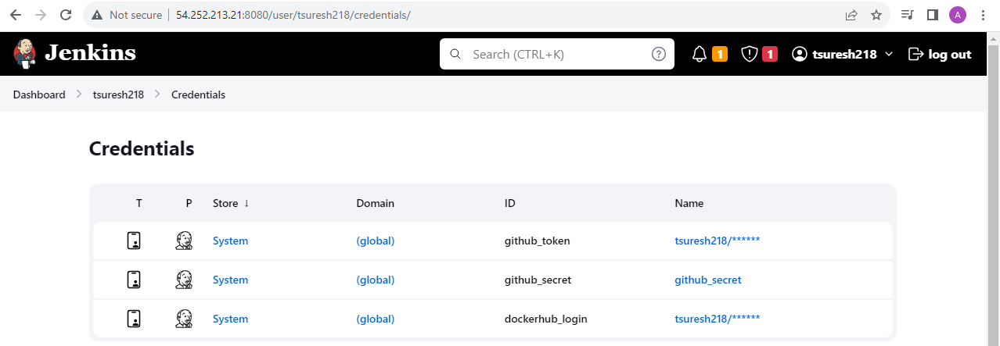 Not secure | 54.252.213.21:8080/user/tsuresh218/credentials/ A
Jenkins Search (CTRL+K) ? 1 1 tsuresh218 log out
Dashboard > tsuresh218 > Credentials
Credentials
T P Store ↓ Domain ID Name
System (global) github_token tsuresh218/******
System (global) github_secret github_secret
System (global) dockerhub_login tsuresh218/******